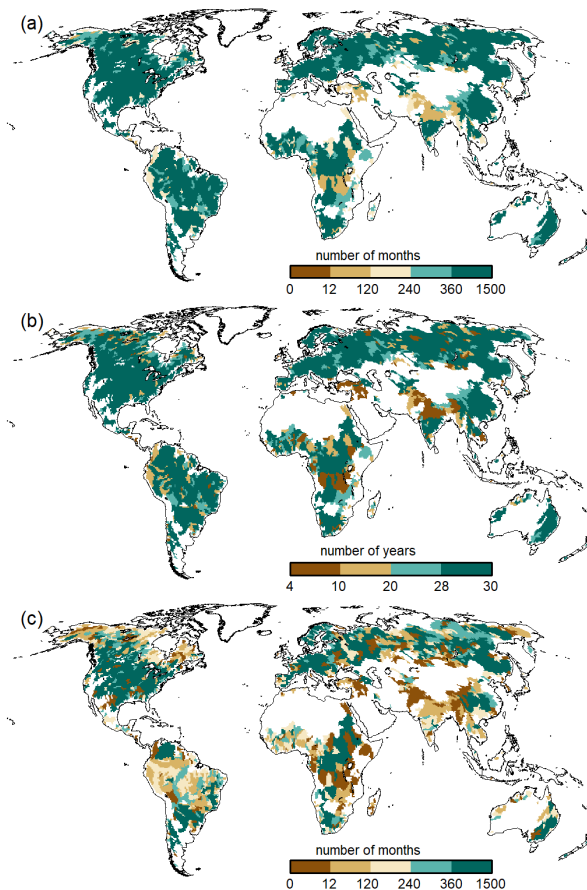 (a)
number of months
0 12 120 240 360 1500
(b)
number of years
4 10 20 28 30
(c)
number of months
0 12 120 240 360 1500